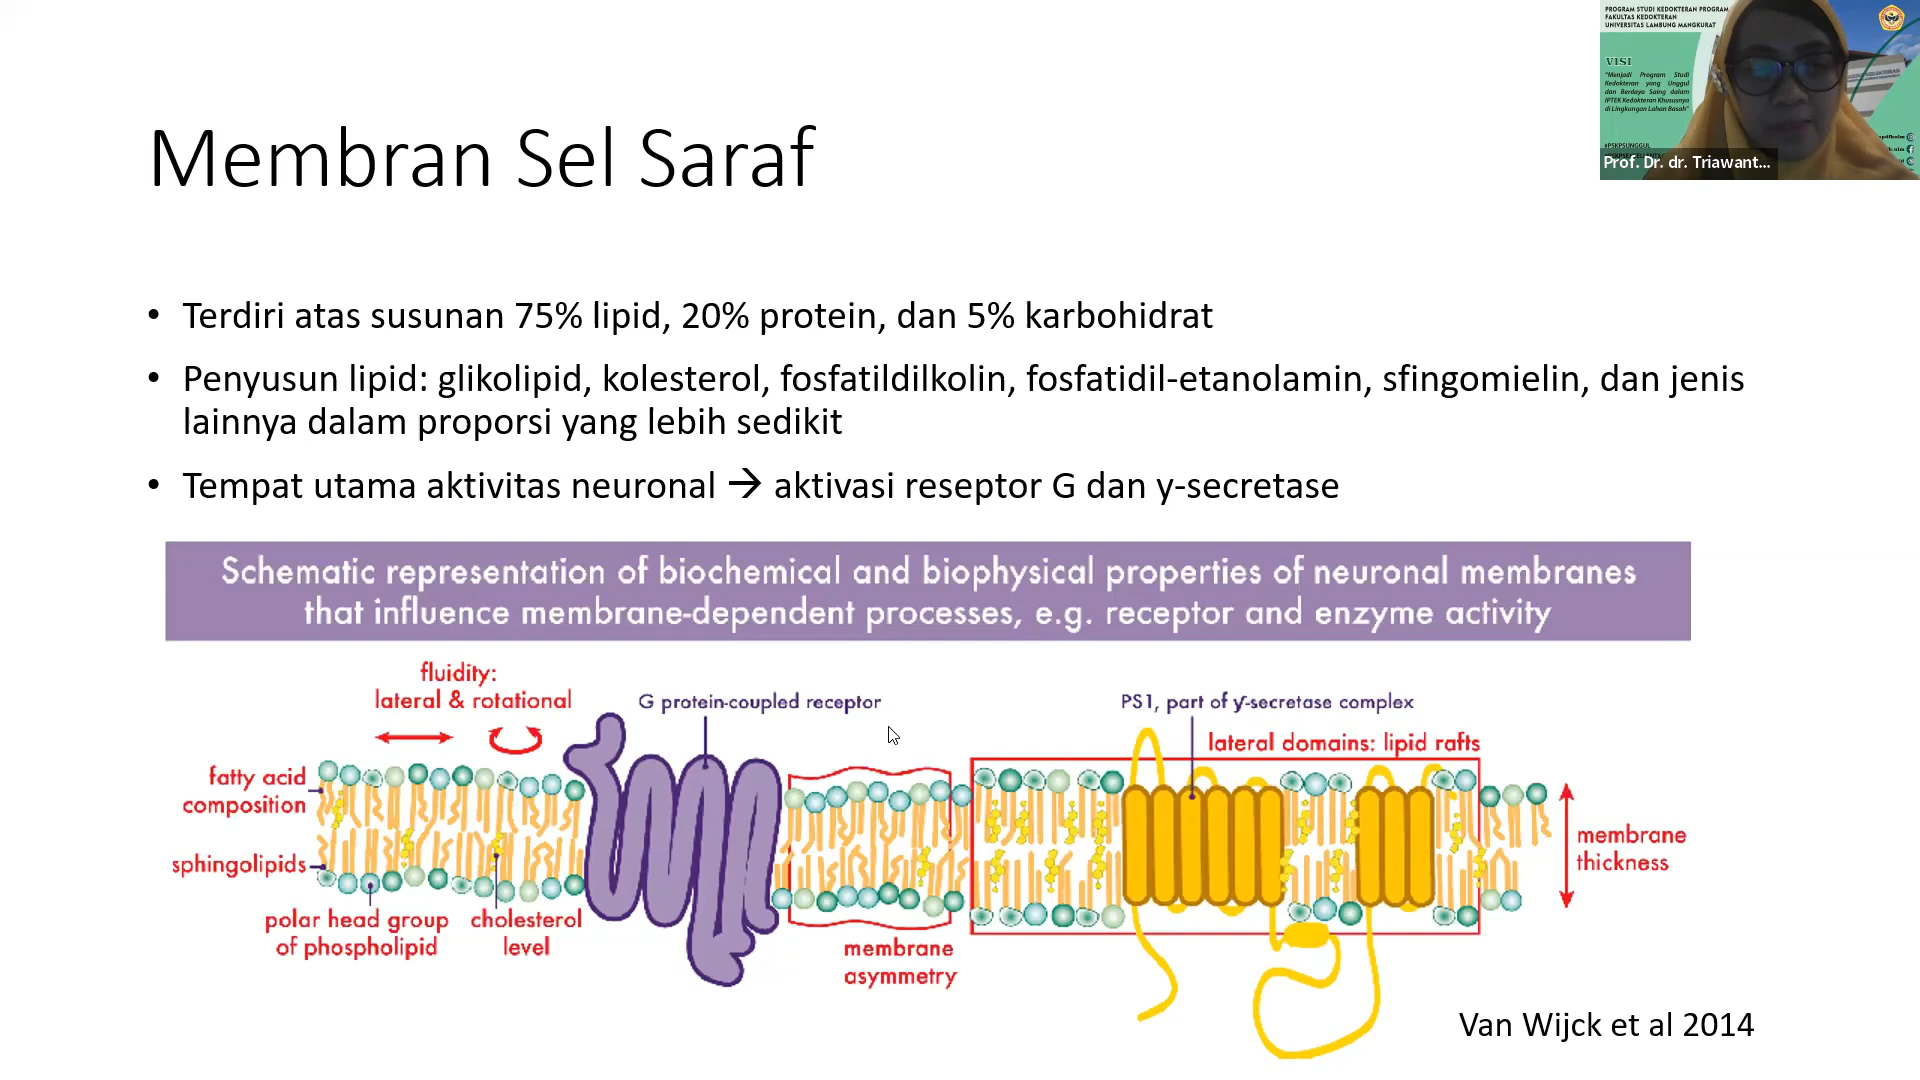 PROGRAM STUDI KEDOKTERAN PROGRAM
FAKULTAS KEDOKTERAN
UNIVERSITAS LAMBUNG MANGKURAT
VISI
"Menjadi Program Studi
Kedokteran yang Unggul
dan Berdaya Saing dalam
IPTEK Kedokteran Khususnya
di Lingkungan Lahan Basah"
#PSKPSUNGGUL
Prof. Dr. dr. Triawant...
Membran Sel Saraf
• Terdiri atas susunan 75% lipid, 20% protein, dan 5% karbohidrat
• Penyusun lipid: glikolipid, kolesterol, fosfatildilkolin, fosfatidil-etanolamin, sfingomielin, dan jenis
lainnya dalam proporsi yang lebih sedikit
• Tempat utama aktivitas neuronal → aktivasi reseptor G dan y-secretase
Schematic representation of biochemical and biophysical properties of neuronal membranes
that influence membrane-dependent processes, e.g. receptor and enzyme activity
fluidity:
lateral & rotational
G protein-coupled receptor
PS1, part of γ-secretase complex
lateral domains: lipid rafts
fatty acid
composition
sphingolipids
polar head group
of phospholipid
cholesterol
level
membrane
asymmetry
membrane
thickness
Van Wijck et al 2014